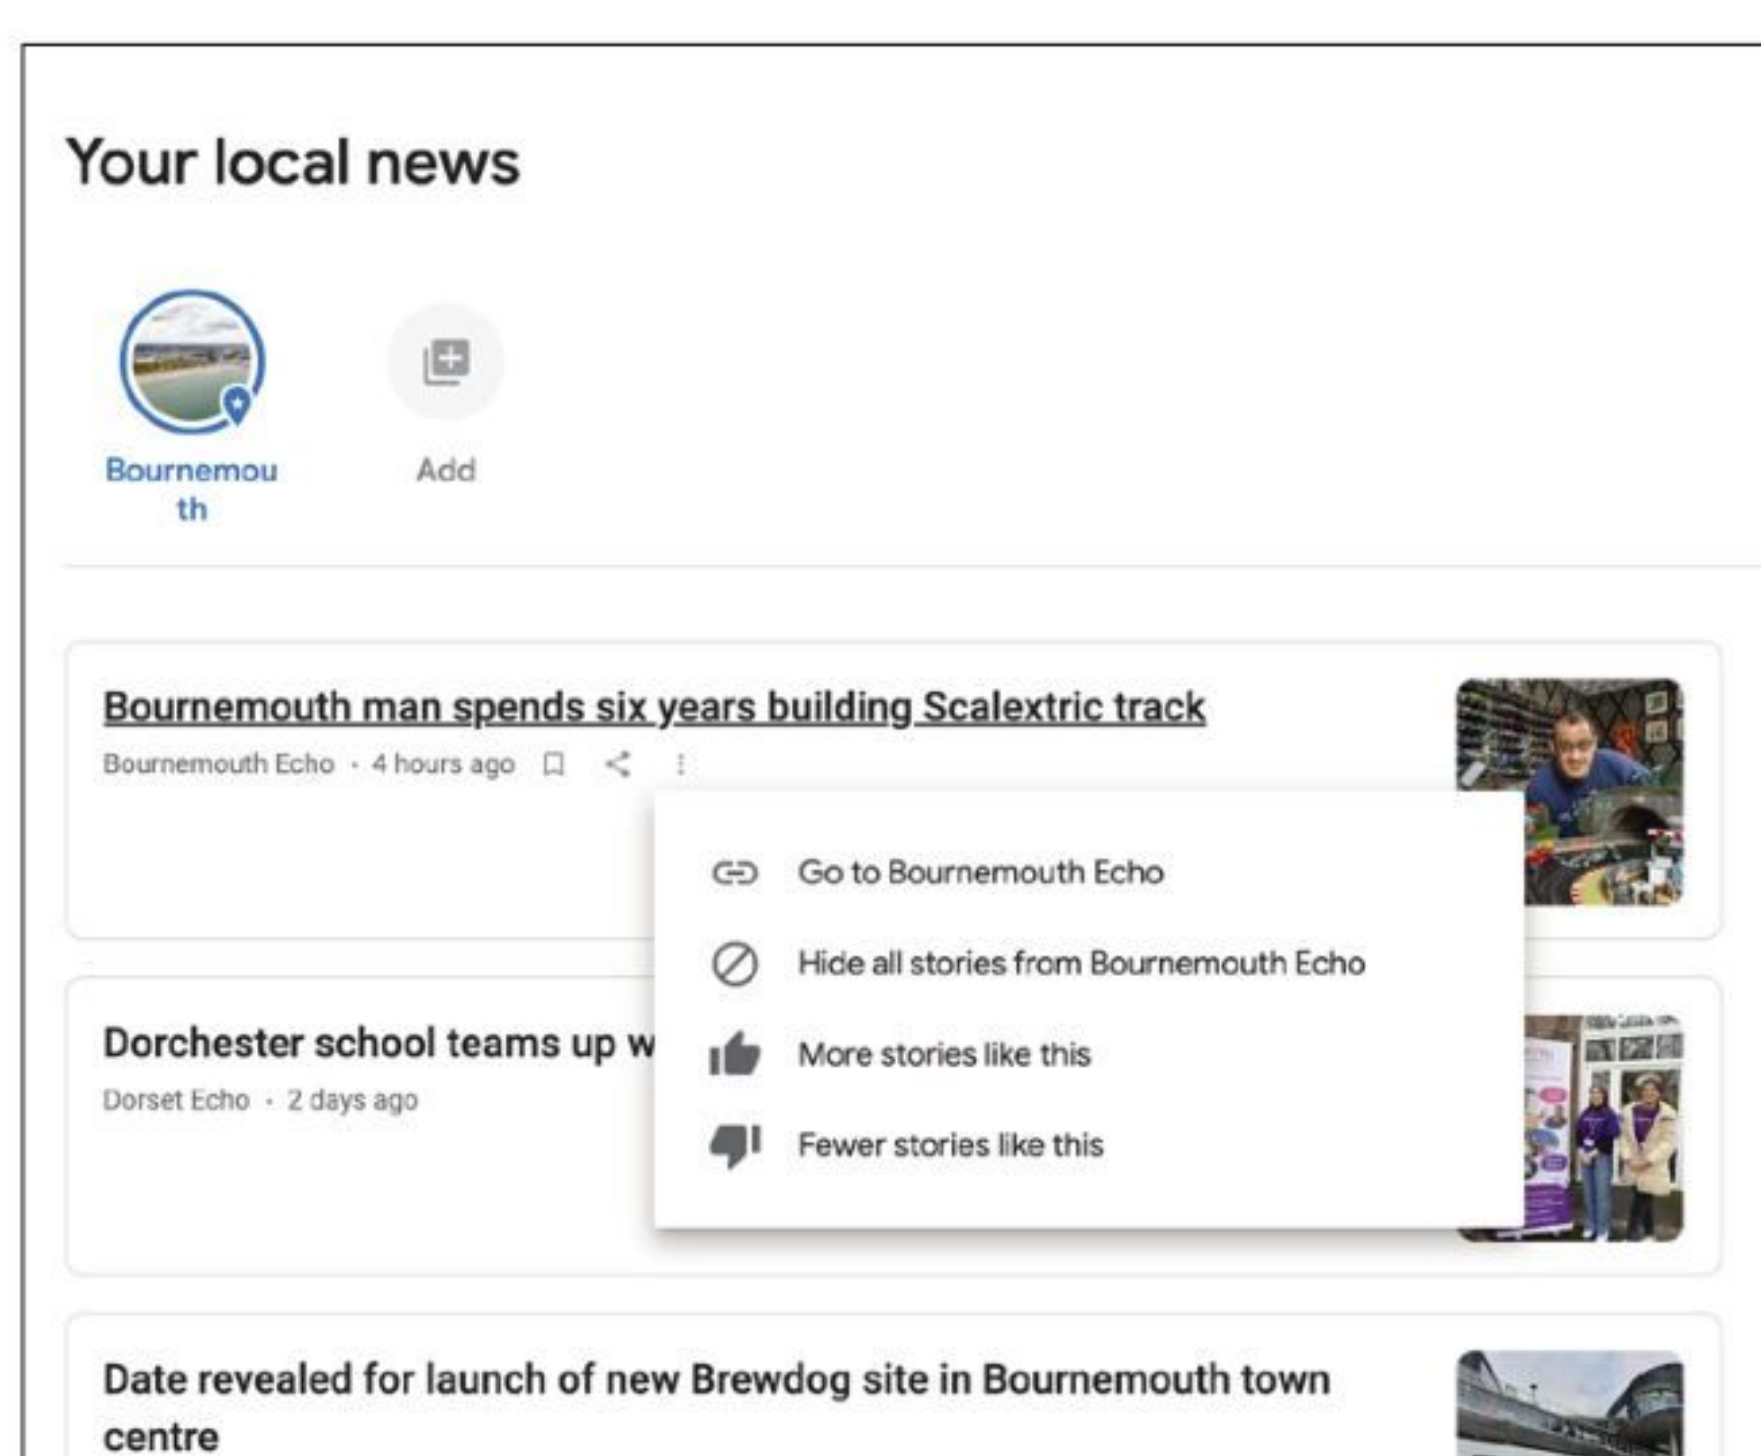 Your local news
Bournemou
th
Add
Bournemouth man spends six years building Scalextric track
Bournemouth Echo · 4 hours ago
Go to Bournemouth Echo
Hide all stories from Bournemouth Echo
More stories like this
Fewer stories like this
Dorchester school teams up w
Dorset Echo · 2 days ago
Date revealed for launch of new Brewdog site in Bournemouth town
centre